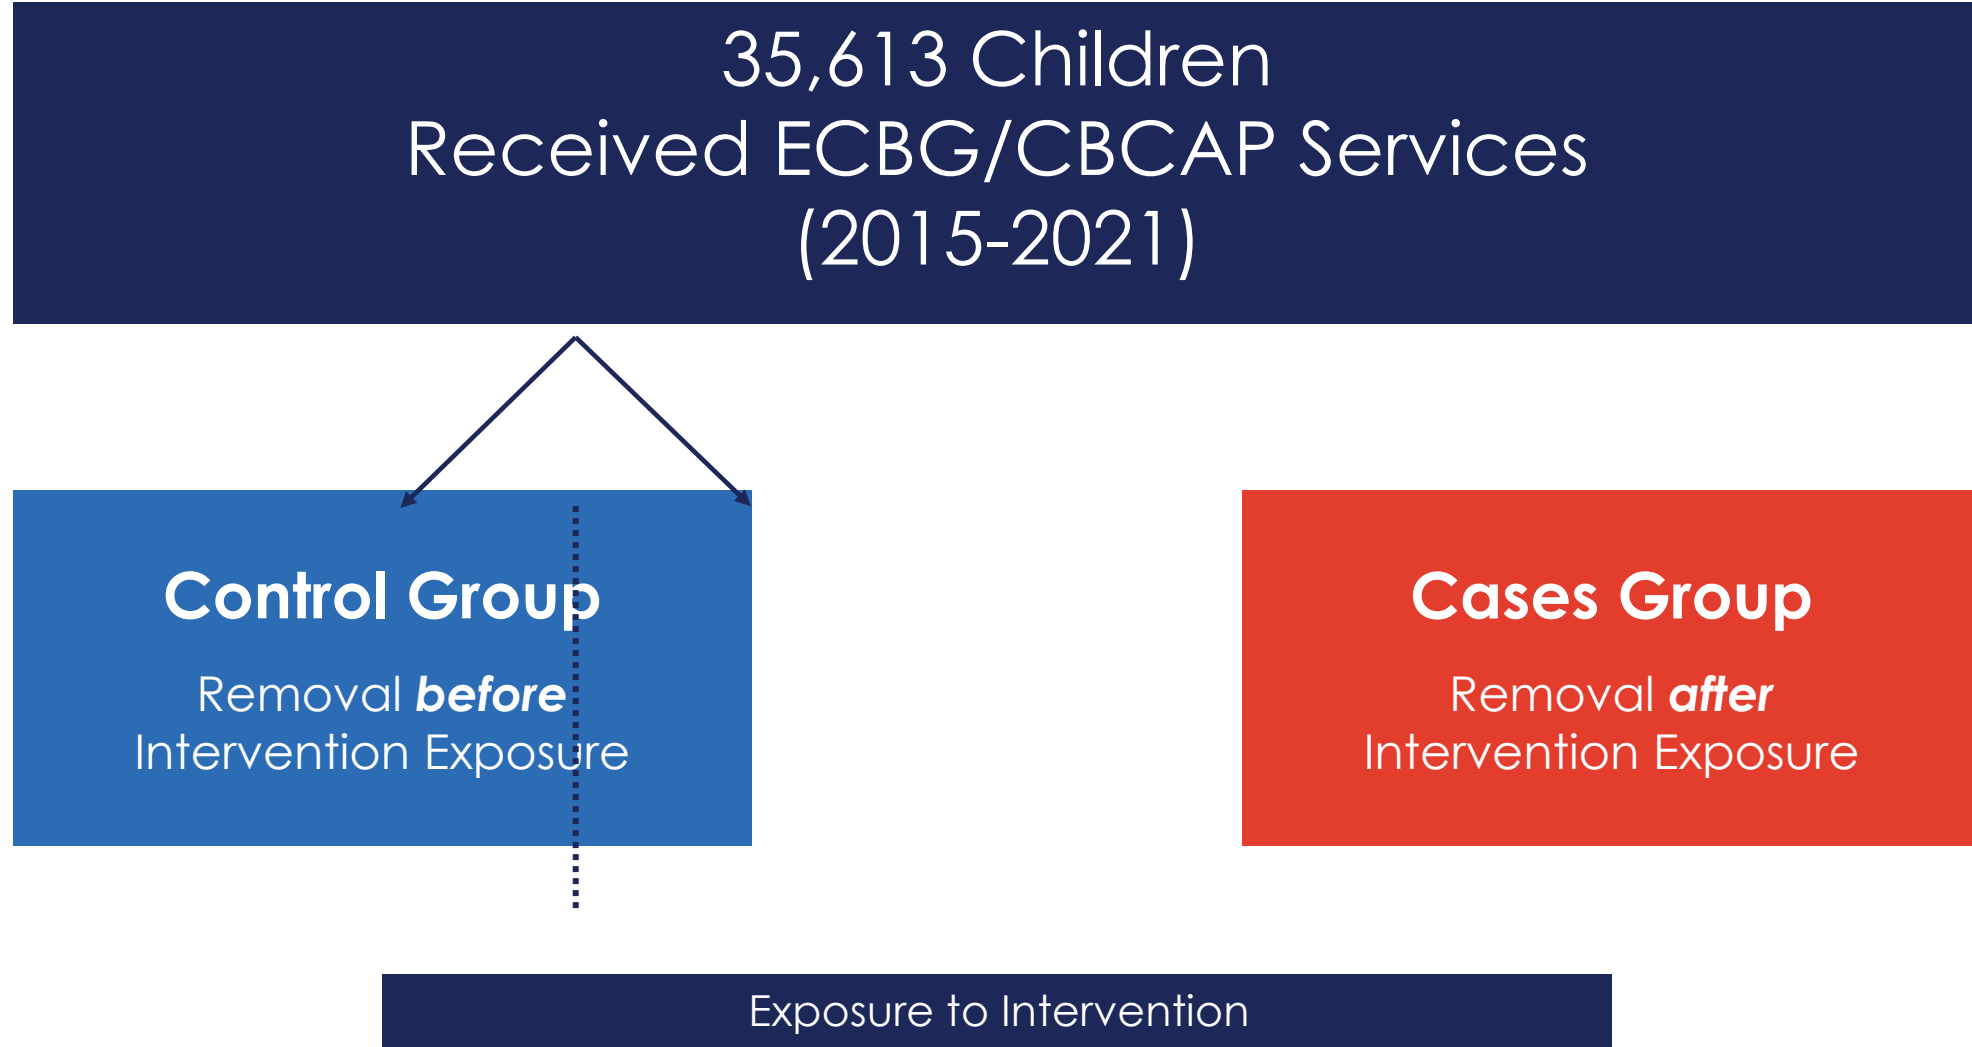 35,613 Children
Received ECBG/CBCAP Services
(2015-2021)
Control Group
Removal before
Intervention Exposure
Cases Group
Removal after
Intervention Exposure
Exposure to Intervention